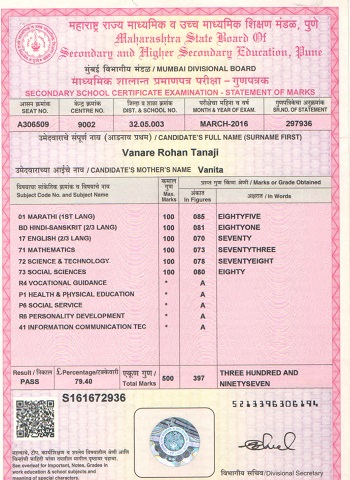 महाराष्ट्र राज्य माध्यमिक व उच्च माध्यमिक शिक्षण मंडळ, पुणे
Maharashtra State Board Of
Secondary and Higher Secondary Education, Pune
मुंबई विभागीय मंडळ / MUMBAI DIVISIONAL BOARD
माध्यमिक शालान्त प्रमाणपत्र परीक्षा - गुणपत्रक
SECONDARY SCHOOL CERTIFICATE EXAMINATION - STATEMENT OF MARKS
आसन क्रमांक केंद्र क्रमांक जिल्हा व शाळा क्रमांक परीक्षेचा महिना व वर्ष गुणपत्रिकेचा अनुक्रमांक
SEAT NO. CENTRE NO. DIST. & SCHOOL NO. MONTH & YEAR OF EXAM. SR.NO. OF STATEMENT
A306509 9002 32.05.003 MARCH-2016 297936
उमेदवाराचे संपूर्ण नाव (आडनाव प्रथम) / CANDIDATE'S FULL NAME (SURNAME FIRST)
Vanare Rohan Tanaji
उमेदवाराच्या आईचे नाव / CANDIDATE'S MOTHER'S NAME Vanita
विषयाचा सांकेतिक क्रमांक व विषयाचे नाव
Subject Code No. and Subject Name
कमाल गुण Max. Marks
प्राप्त गुण किंवा श्रेणी / Marks or Grade Obtained
अंकात In Figures
अक्षरात / In Words
01 MARATHI (1ST LANG) 100 085 EIGHTYFIVE
BD HINDI-SANSKRIT (2/3 LANG) 100 081 EIGHTYONE
17 ENGLISH (2/3 LANG) 100 070 SEVENTY
71 MATHEMATICS 100 073 SEVENTYTHREE
72 SCIENCE & TECHNOLOGY. 100 078 SEVENTYEIGHT
73 SOCIAL SCIENCES 100 080 EIGHTY
R4 VOCATIONAL GUIDANCE * A
P1 HEALTH & PHYSICAL EDUCATION * A
P6 SOCIAL SERVICE * A
R6 PERSONALITY DEVELOPMENT * A
41 INFORMATION COMMUNICATION TEC * A
Result / निकाल PASS
£.Percentage/टक्केवारी 79.40
एकूण गुण / Total Marks 500 397 THREE HUNDRED AND
NINETYSEVEN
S161672936
5213396306194
See overleaf for Important, Notes, Grades in
work education & school subjects and
meaning of special characters.
विभागीय सचिव/Divisional Secretary